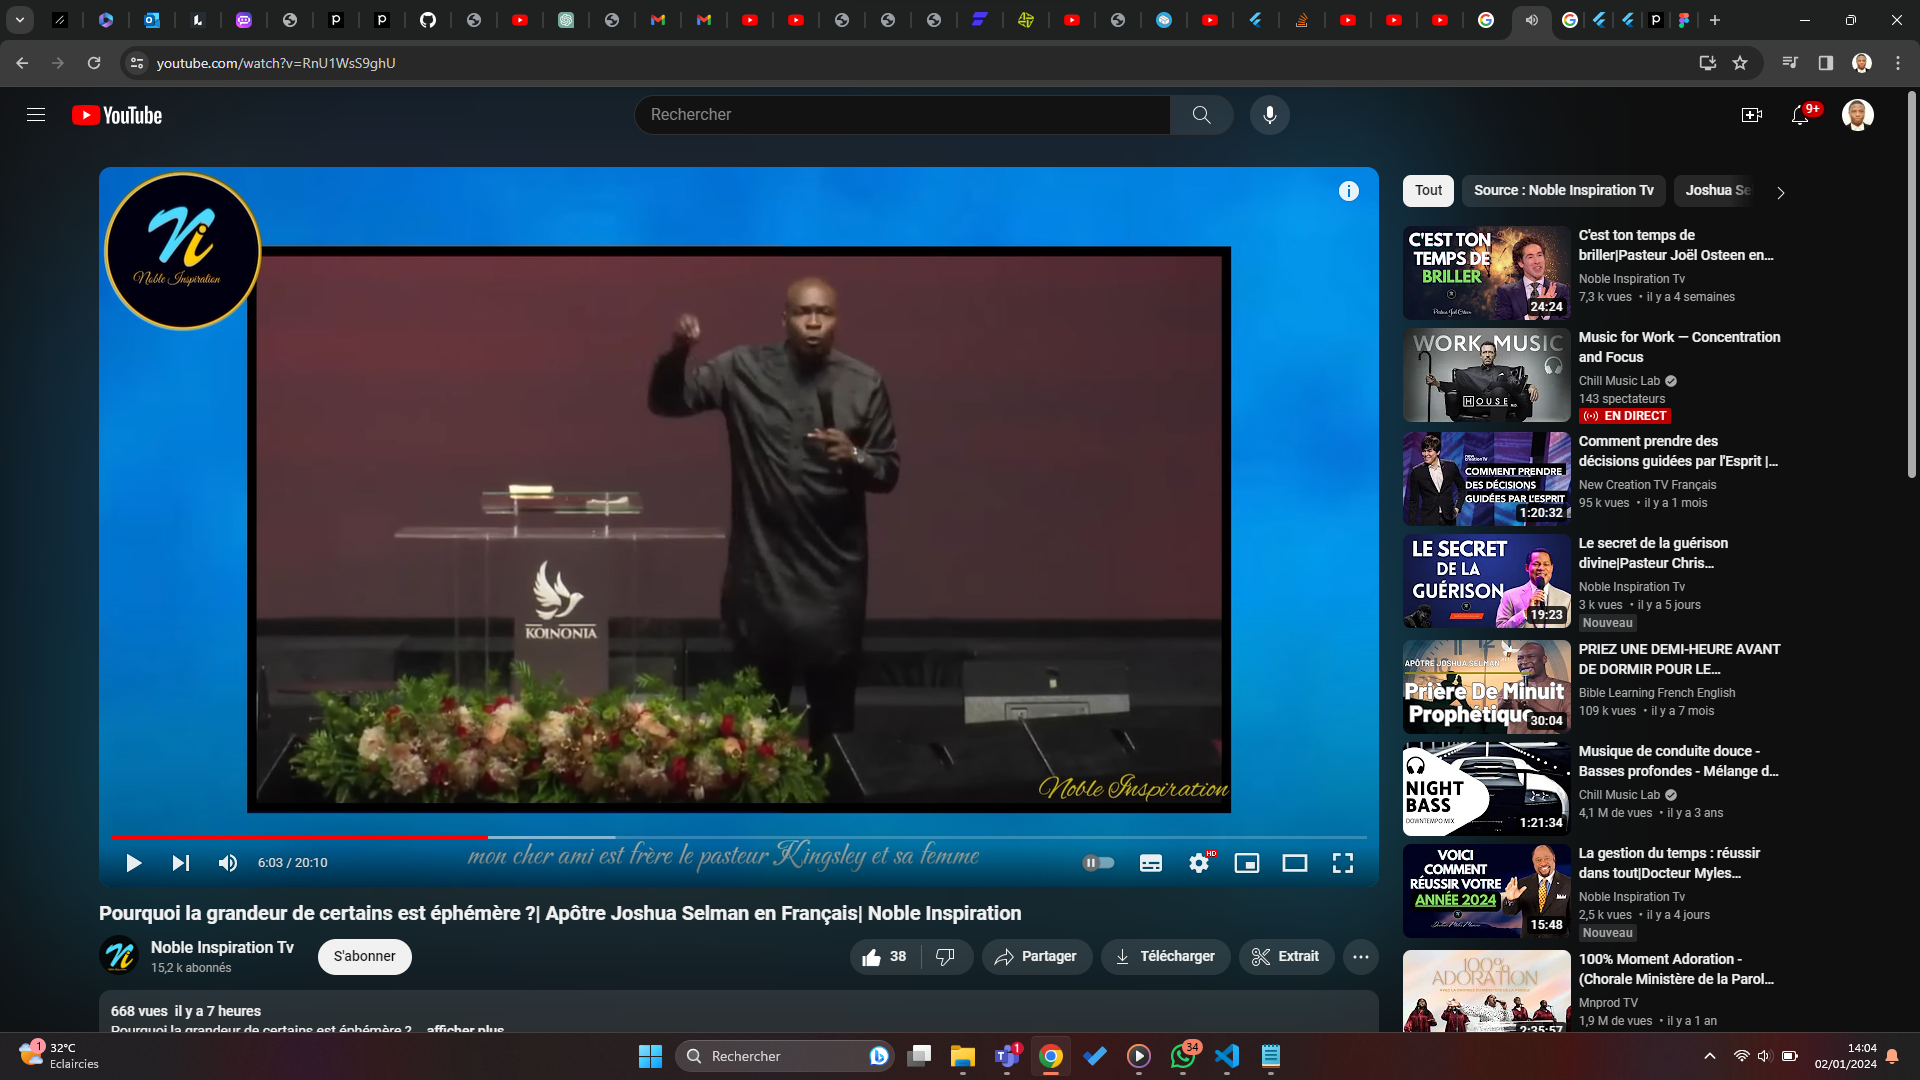 youtube.com/watch?v=RnU1WsS9ghU
YouTube
Rechercher
9+
Ni
Noble Inspiration
KOINONIA
Noble Inspiration
mon cher ami est frère le pasteur Kingsley et sa femme
6:03 / 20:10
HD
Pourquoi la grandeur de certains est éphémère ?| Apôtre Joshua Selman en Français| Noble Inspiration
Noble Inspiration Tv
15,2 k abonnés
S'abonner
38
Partager
Télécharger
Extrait
668 vues il y a 7 heures
Pourquoi la grandeur de certains est éphémère ? ...afficher plus
Tout
Source : Noble Inspiration Tv
Joshua Se
C'EST TON
TEMPS DE
BRILLER
24:24
C'est ton temps de
briller|Pasteur Joël Osteen en...
Noble Inspiration Tv
7,3 k vues • il y a 4 semaines
WORK MUSIC
HOUSE
Music for Work — Concentration
and Focus
Chill Music Lab
143 spectateurs
EN DIRECT
COMMENT PRENDRE
DES DÉCISIONS
GUIDÉES PAR L'ESPRIT
1:20:32
Comment prendre des
décisions guidées par l'Esprit |...
New Creation TV Français
95 k vues • il y a 1 mois
LE SECRET
DE LA
GUÉRISON
19:23
Le secret de la guérison
divine|Pasteur Chris...
Noble Inspiration Tv
3 k vues • il y a 5 jours
Nouveau
APÔTRE JOSHUA SELMAN
Prière De Minuit
Prophétique
30:04
PRIEZ UNE DEMI-HEURE AVANT
DE DORMIR POUR LE...
Bible Learning French English
109 k vues • il y a 7 mois
NIGHT
BASS
DOWNTEMPO MIX
1:21:34
Musique de conduite douce -
Basses profondes - Mélange d...
Chill Music Lab
4,1 M de vues • il y a 3 ans
VOICI
COMMENT
RÉUSSIR VOTRE
ANNÉE 2024
15:48
La gestion du temps : réussir
dans tout|Docteur Myles...
Noble Inspiration Tv
2,5 k vues • il y a 4 jours
Nouveau
100%
ADORATION
2:35:57
100% Moment Adoration -
(Chorale Ministère de la Parol...
Mnprod TV
1,9 M de vues • il y a 1 an
1
32°C
Eclaircies
Rechercher
1
34
14:04
02/01/2024